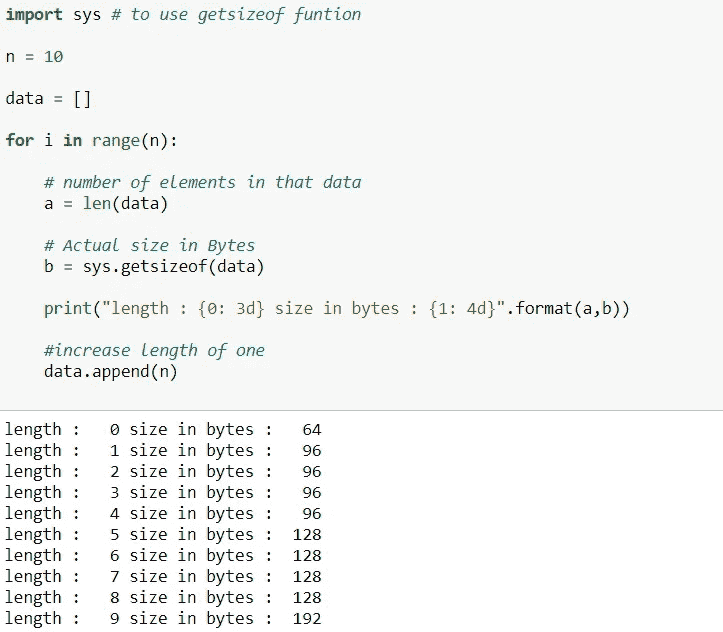 import sys # to use getsizeof funtion
n = 10
data = []
for i in range(n):
    # number of elements in that data
    a = len(data)
    # Actual size in Bytes
    b = sys.getsizeof(data)
    print("length : {0: 3d} size in bytes : {1: 4d}".format(a,b))
    #increase length of one
    data.append(n)
length :   0 size in bytes :   64
length :   1 size in bytes :   96
length :   2 size in bytes :   96
length :   3 size in bytes :   96
length :   4 size in bytes :   96
length :   5 size in bytes :  128
length :   6 size in bytes :  128
length :   7 size in bytes :  128
length :   8 size in bytes :  128
length :   9 size in bytes :  192